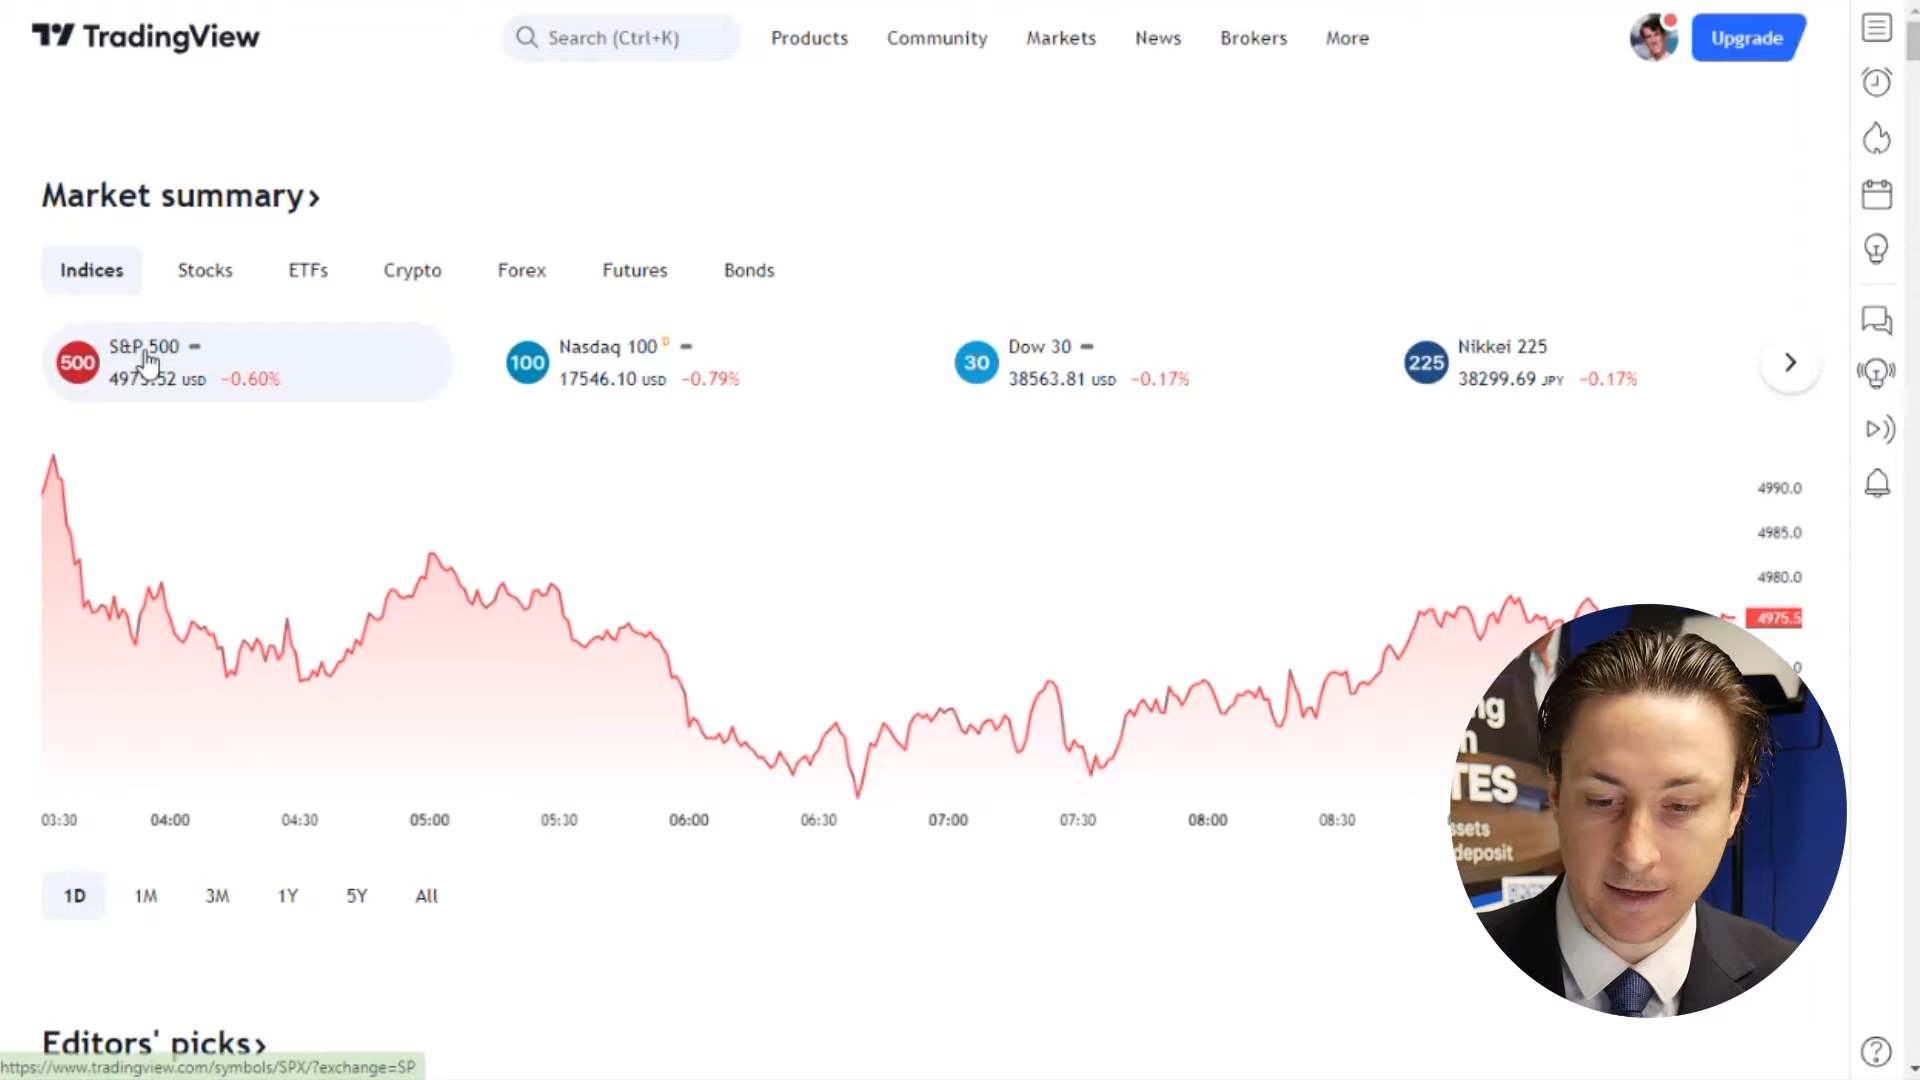 TradingView
Search (Ctrl+K)
Products
Community
Markets
News
Brokers
More
Upgrade
Market summary
Indices
Stocks
ETFs
Crypto
Forex
Futures
Bonds
500
S&P 500
USD
−0.60%
100
Nasdaq 100 D
17546.10 USD −0.79%
30
Dow 30
38563.81 USD −0.17%
225
Nikkei 225
38299.69 JPY −0.17%
4990.0
4985.0
4980.0
4975.5
03:30
04:00
04:30
05:00
05:30
06:00
06:30
07:00
07:30
08:00
08:30
1D
1M
3M
1Y
5Y
All
deposit
Editors' picks
https://www.tradingview.com/symbols/SPX/?exchange=SP